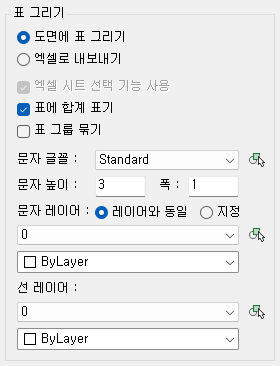 표 그리기
도면에 표 그리기
엑셀로 내보내기
엑셀 시트 선택 기능 사용
표에 합계 표기
표 그룹 묶기
문자 글꼴 : Standard
문자 높이 : 3 폭 : 1
문자 레이어 : 레이어와 동일 지정
0
ByLayer
선 레이어 :
0
ByLayer